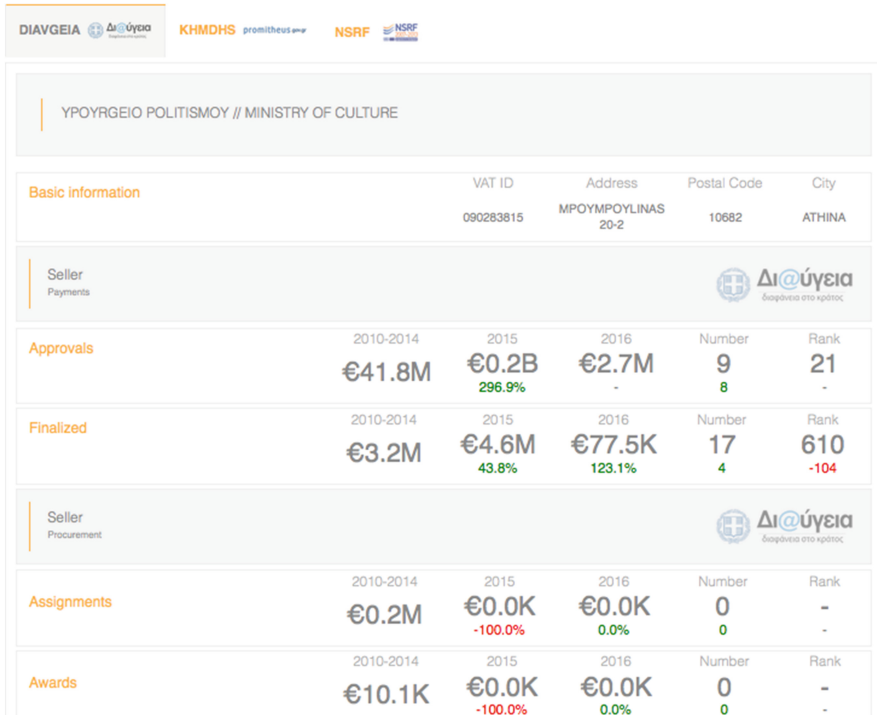 DIAVGEIA Δι@ύγεια KHMDHS promitheus NSRF NSRF
YPOYRGEIO POLITISMOY // MINISTRY OF CULTURE
Basic information
VAT ID Address Postal Code City
090283815 MPOYMPOYLINAS 20-2 10682 ATHINA
Seller
Payments
Δι@ύγεια
διαφάνεια στο κράτος
Approvals
2010-2014 2015 2016 Number Rank
€41.8M €0.2B €2.7M 9 21
296.9% - 8 -
Finalized
2010-2014 2015 2016 Number Rank
€3.2M €4.6M €77.5K 17 610
43.8% 123.1% 4 -104
Seller
Procurement
Δι@ύγεια
διαφάνεια στο κράτος
Assignments
2010-2014 2015 2016 Number Rank
€0.2M €0.0K €0.0K 0 -
-100.0% 0.0% 0 -
Awards
2010-2014 2015 2016 Number Rank
€10.1K €0.0K €0.0K 0 -
-100.0% 0.0% 0 -